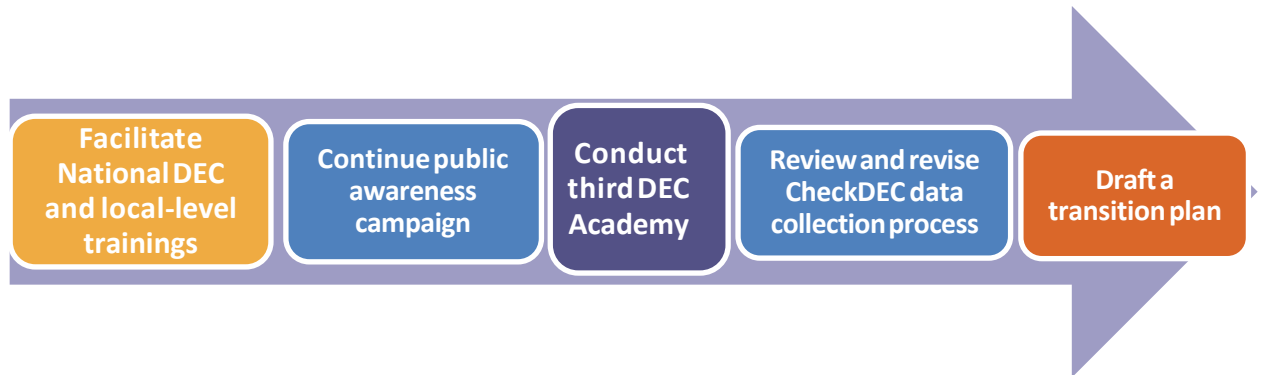 Facilitate
National DEC
and local-level
trainings
Continue public
awareness
campaign
Conduct
third DEC
Academy
Review and revise
CheckDEC data
collection process
Draft a
transition plan